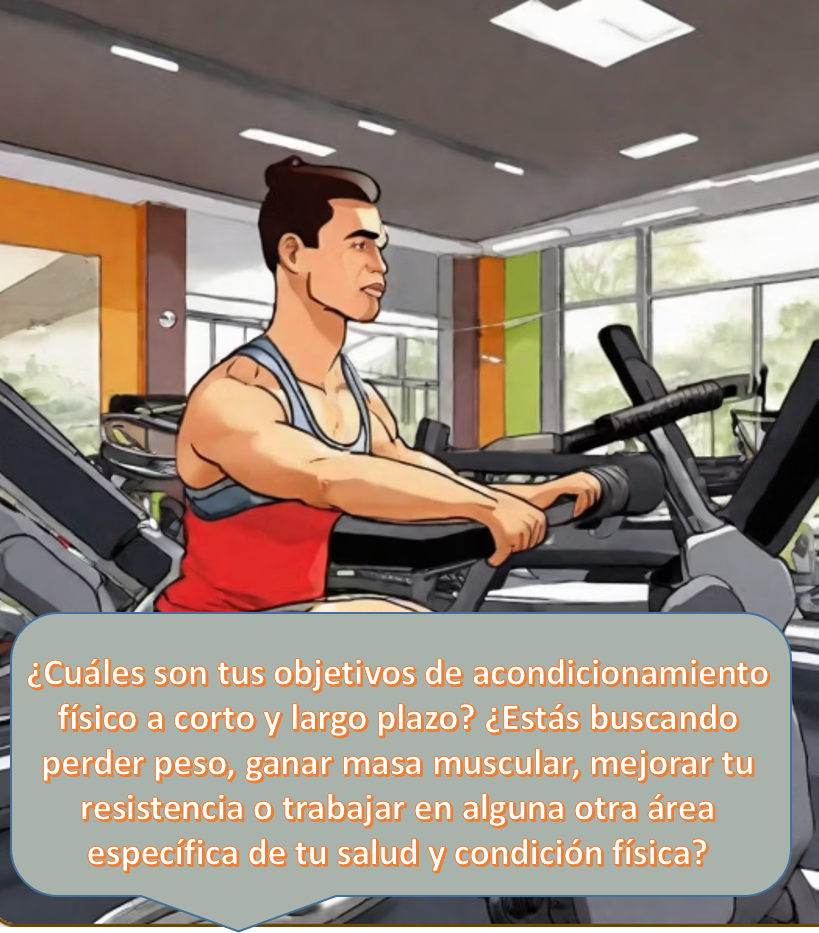 ¿Cuáles son tus objetivos de acondicionamiento
físico a corto y largo plazo? ¿Estás buscando
perder peso, ganar masa muscular, mejorar tu
resistencia o trabajar en alguna otra área
específica de tu salud y condición física?